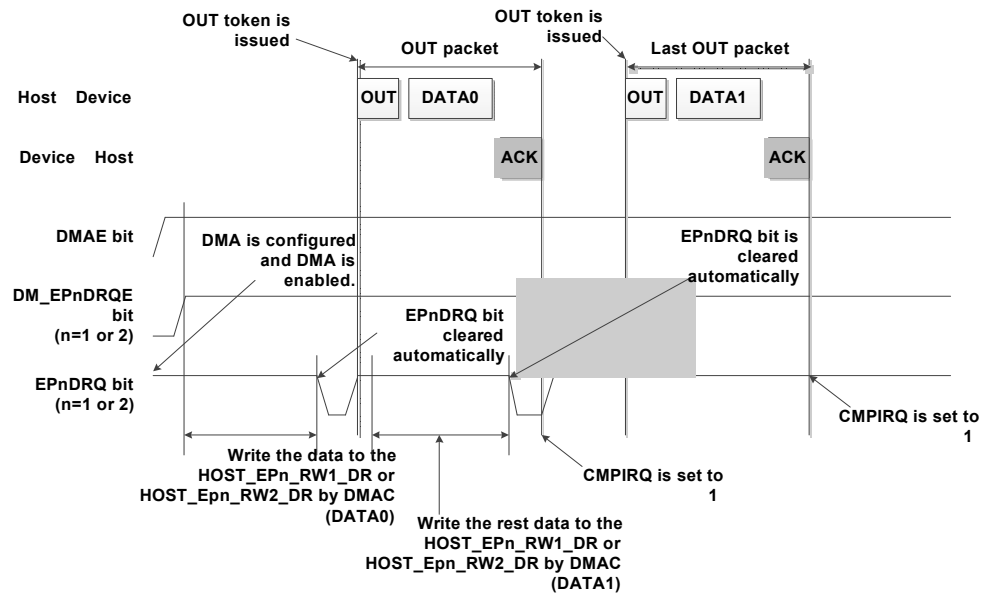 OUT token is
issued
OUT token is
issued
OUT packet
Last OUT packet
Host Device
OUT
DATA0
OUT
DATA1
Device Host
ACK
ACK
DMAE bit
DMA is configured
and DMA is
enabled.
EPnDRQ bit is
cleared
automatically
DM_EPnDRQE
bit
(n=1 or 2)
EPnDRQ bit
cleared
automatically
EPnDRQ bit
(n=1 or 2)
CMPIRQ is set to
1
Write the data to the
HOST_EPn_RW1_DR or
HOST_Epn_RW2_DR by DMAC
(DATA0)
CMPIRQ is set to
1
Write the rest data to the
HOST_EPn_RW1_DR or
HOST_Epn_RW2_DR by DMAC
(DATA1)